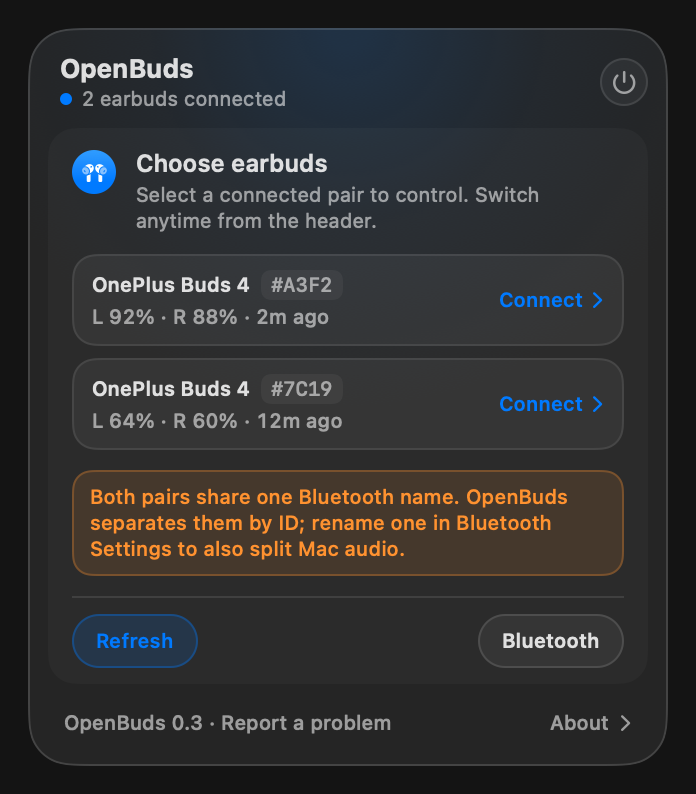 OpenBuds
2 earbuds connected
Choose earbuds
Select a connected pair to control. Switch
anytime from the header.
OnePlus Buds 4 #A3F2
L 92% · R 88% · 2m ago
Connect
OnePlus Buds 4 #7C19
L 64% · R 60% · 12m ago
Connect
Both pairs share one Bluetooth name. OpenBuds
separates them by ID; rename one in Bluetooth
Settings to also split Mac audio.
Refresh
Bluetooth
OpenBuds 0.3 · Report a problem
About